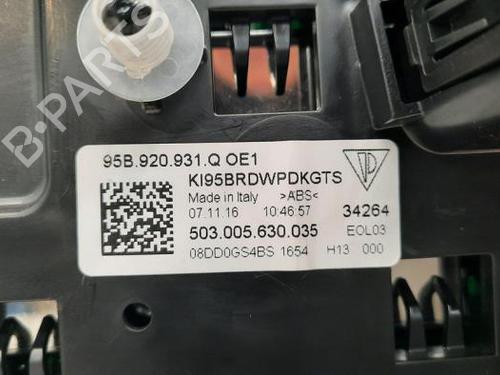 B-PARTS
95B.920.931.Q OE1
KI95BRDWPDKGTS
Made in Italy >ABS<
07.11.16 10:46:57 34264
503.005.630.035 EOL03
08DD0GS4BS 1654 H13 000